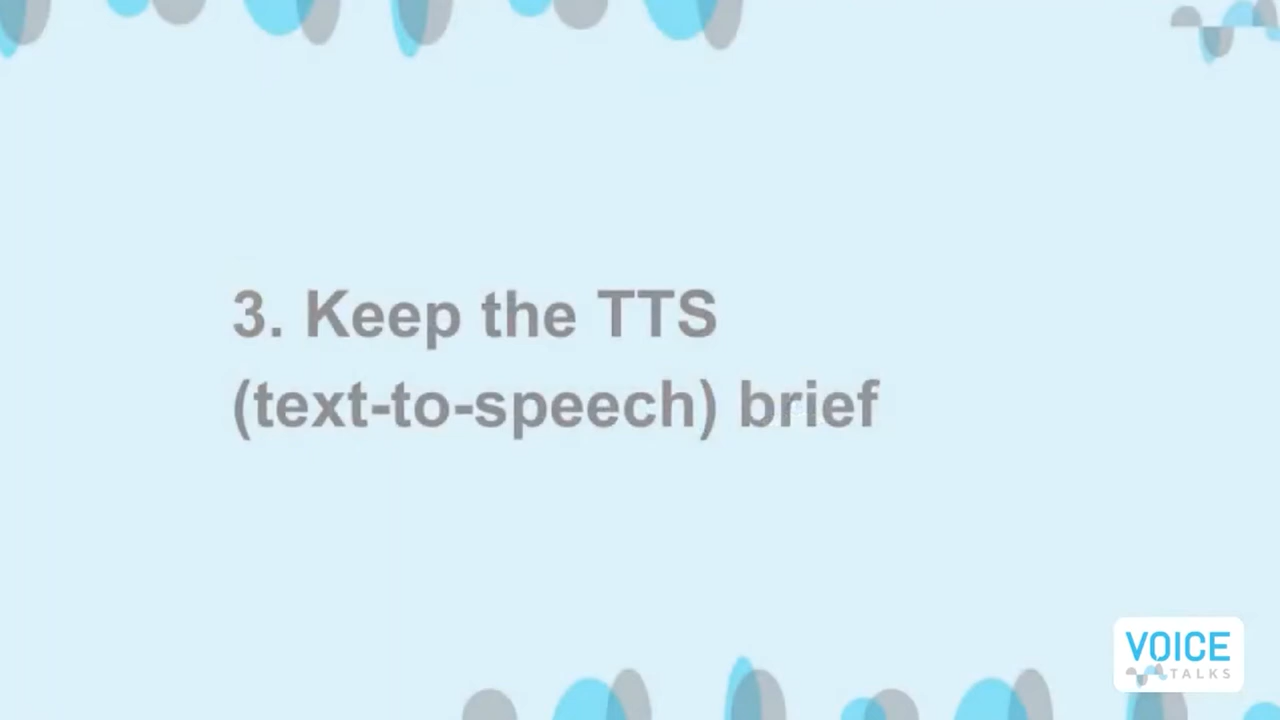 3. Keep the TTS
(text-to-speech) brief
VOICE
TALKS